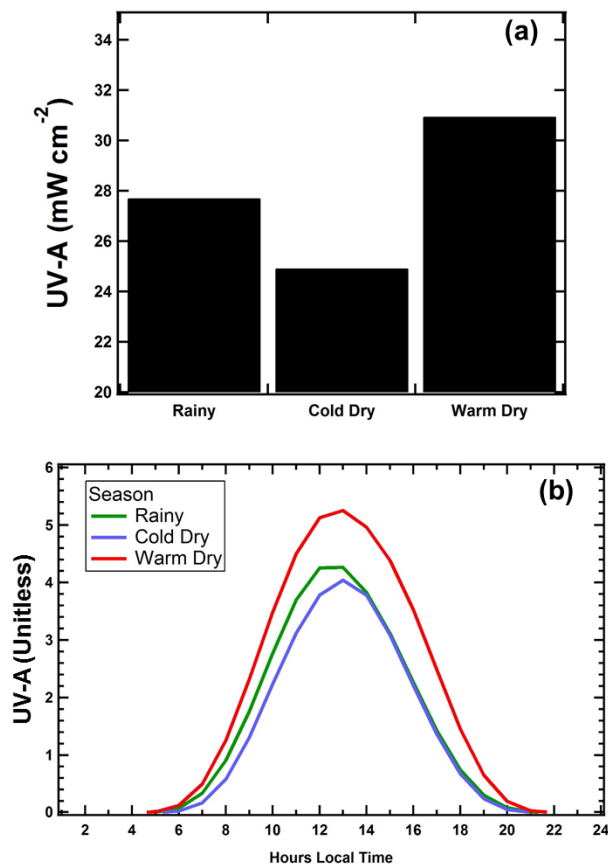 (a)
UV-A (mW cm⁻²)
34
32
30
28
26
24
22
20
Rainy Cold Dry Warm Dry
(b)
UV-A (Unitless)
6
5
4
3
2
1
0
Season
Rainy
Cold Dry
Warm Dry
2 4 6 8 10 12 14 16 18 20 22 24
Hours Local Time